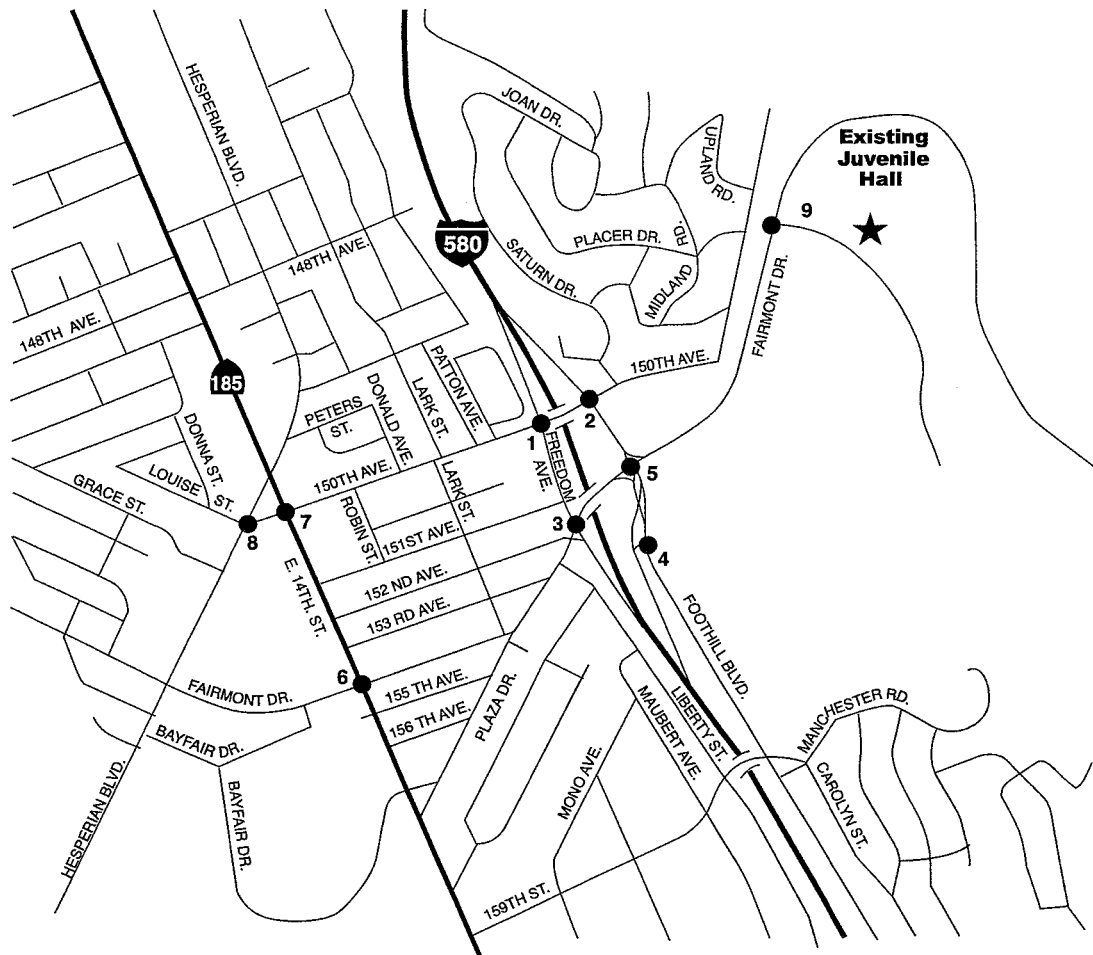 HESPERIAN BLVD.
JOAN DR.
UPLAND RD.
Existing
Juvenile
Hall
9
580
148TH AVE.
SATURN DR.
PLACER DR.
MIDLAND RD.
FAIRMONT DR.
148TH AVE.
185
PATTON AVE.
150TH AVE.
DONALD AVE
LARK ST.
PETERS
ST.
2
1
DONNA ST.
LOUISE ST.
GRACE ST.
150TH AVE.
FREEDOM
AVE.
5
LARK ST.
ROBIN ST.
7
8
3
151ST AVE.
4
E. 14TH. ST.
152 ND AVE.
153 RD AVE.
FOOTHILL BLVD.
6
FAIRMONT DR.
155 TH AVE.
156 TH AVE.
PLAZA DR.
LIBERTY ST.
MAUBERT AVE.
MANCHESTER RD.
BAYFAIR DR.
MONO AVE.
CAROLYN ST.
HESPERIAN BLVD.
BAYFAIR DR.
159TH ST.